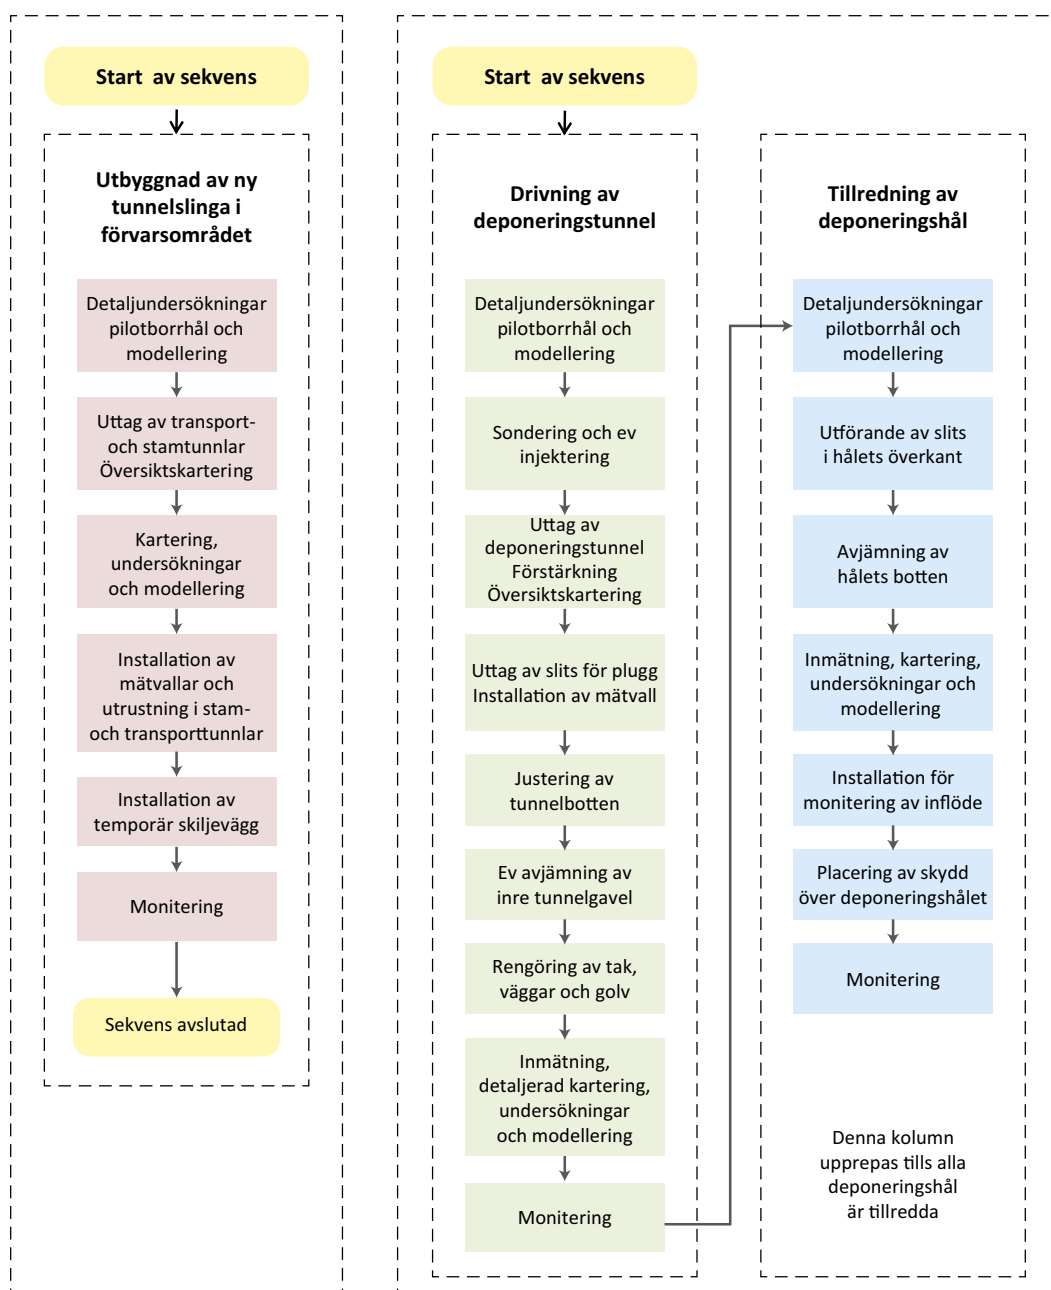 Start av sekvens
Utbyggnad av ny
tunnelslinga i
förvarsområdet
Detaljundersökningar
pilotborrhål och
modellering
Uttag av transport-
och stamtunnlar
Översiktskartering
Kartering,
undersökningar
och modellering
Installation av
mätvallar och
utrustning i stam-
och transporttunnlar
Installation av
temporär skiljevägg
Monitering
Sekvens avslutad
Start av sekvens
Drivning av
deponeringstunnel
Detaljundersökningar
pilotborrhål och
modellering
Sondering och ev
injektering
Uttag av
deponeringstunnel
Förstärkning
Översiktskartering
Uttag av slits för plugg
Installation av mätvall
Justering av
tunnelbotten
Ev avjämning av
inre tunnelgavel
Rengöring av tak,
väggar och golv
Inmätning,
detaljerad kartering,
undersökningar
och modellering
Monitering
Tillredning av
deponeringshål
Detaljundersökningar
pilotborrhål och
modellering
Utförande av slits
i hålets överkant
Avjämning av
hålets botten
Inmätning, kartering,
undersökningar och
modellering
Installation för
monitering av inflöde
Placering av skydd
över deponeringshålet
Monitering
Denna kolumn
upprepas tills alla
deponeringshål
är tillredda